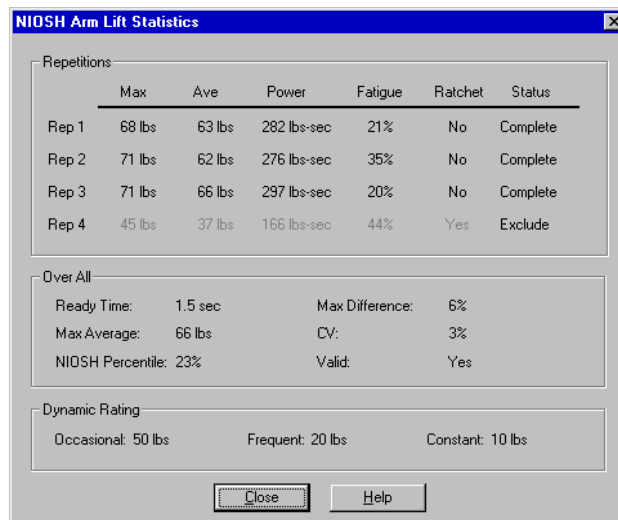 NIOSH Arm Lift Statistics
Repetitions
Max Ave Power Fatigue Ratchet Status
Rep 1 68 lbs 63 lbs 282 lbs-sec 21% No Complete
Rep 2 71 lbs 62 lbs 276 lbs-sec 35% No Complete
Rep 3 71 lbs 66 lbs 297 lbs-sec 20% No Complete
Rep 4 45 lbs 37 lbs 166 lbs-sec 44% Yes Exclude
Over All
Ready Time: 1.5 sec Max Difference: 6%
Max Average: 66 lbs CV: 3%
NIOSH Percentile: 23% Valid: Yes
Dynamic Rating
Occasional: 50 lbs Frequent: 20 lbs Constant: 10 lbs
Close Help